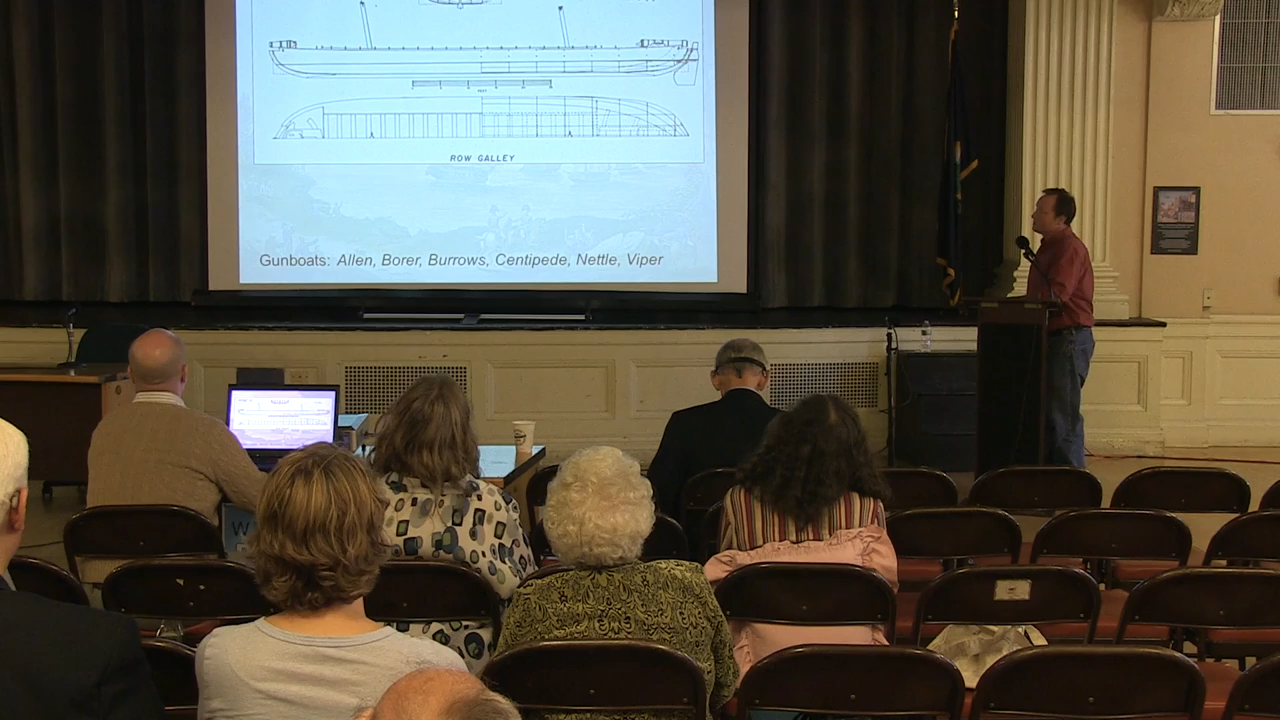 ROW GALLEY
Gunboats: Allen, Borer, Burrows, Centipede, Nettle, Viper
W